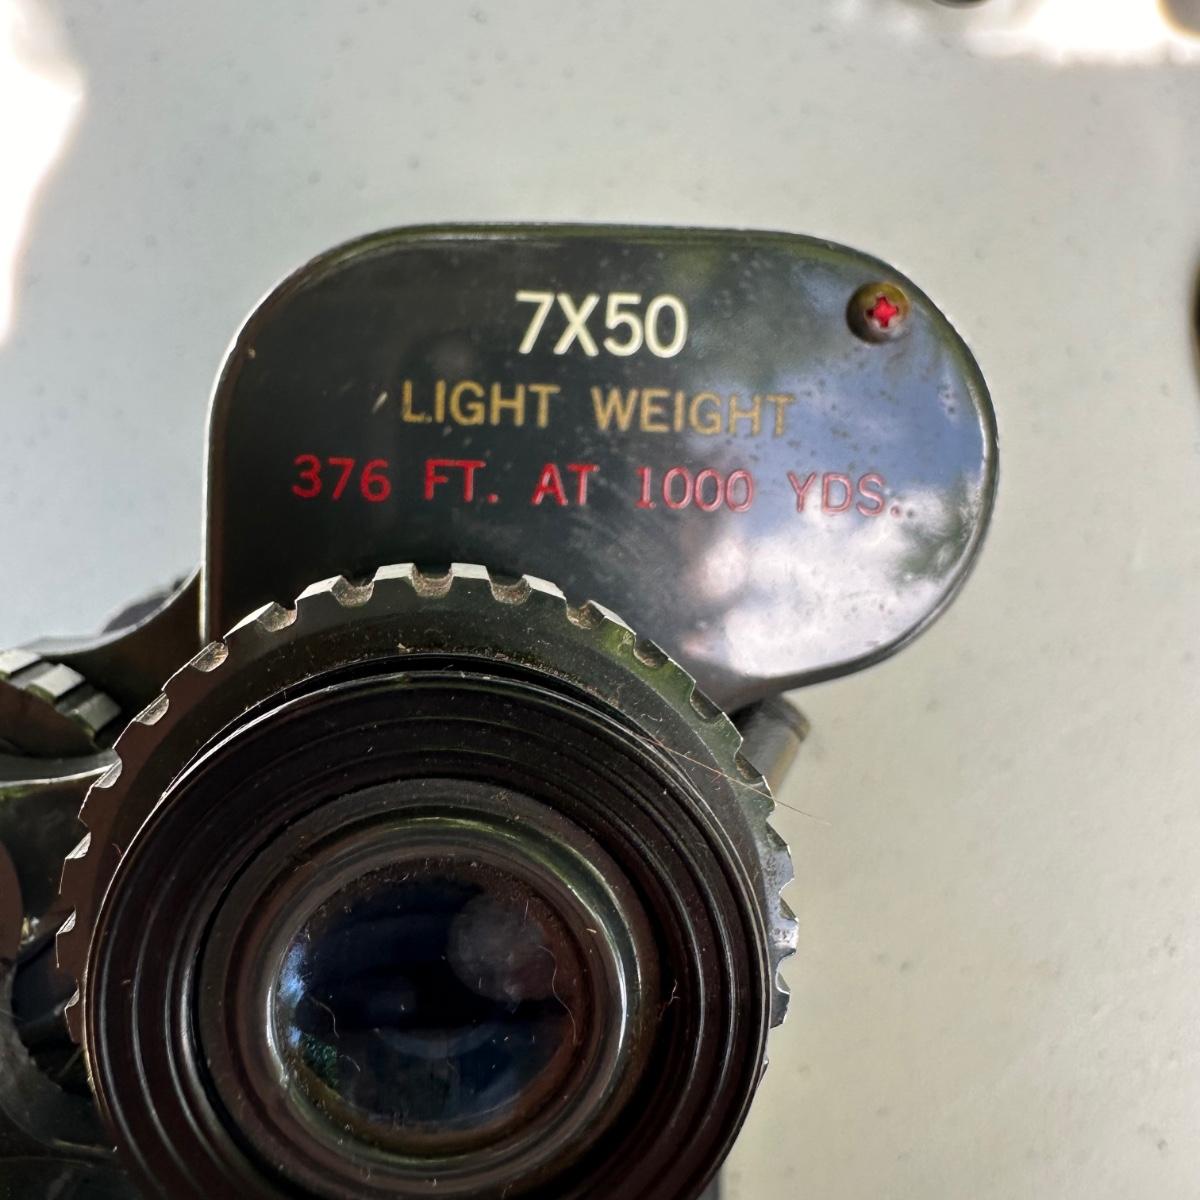 7X50
LIGHT WEIGHT
376 FT. AT 1000 YDS.